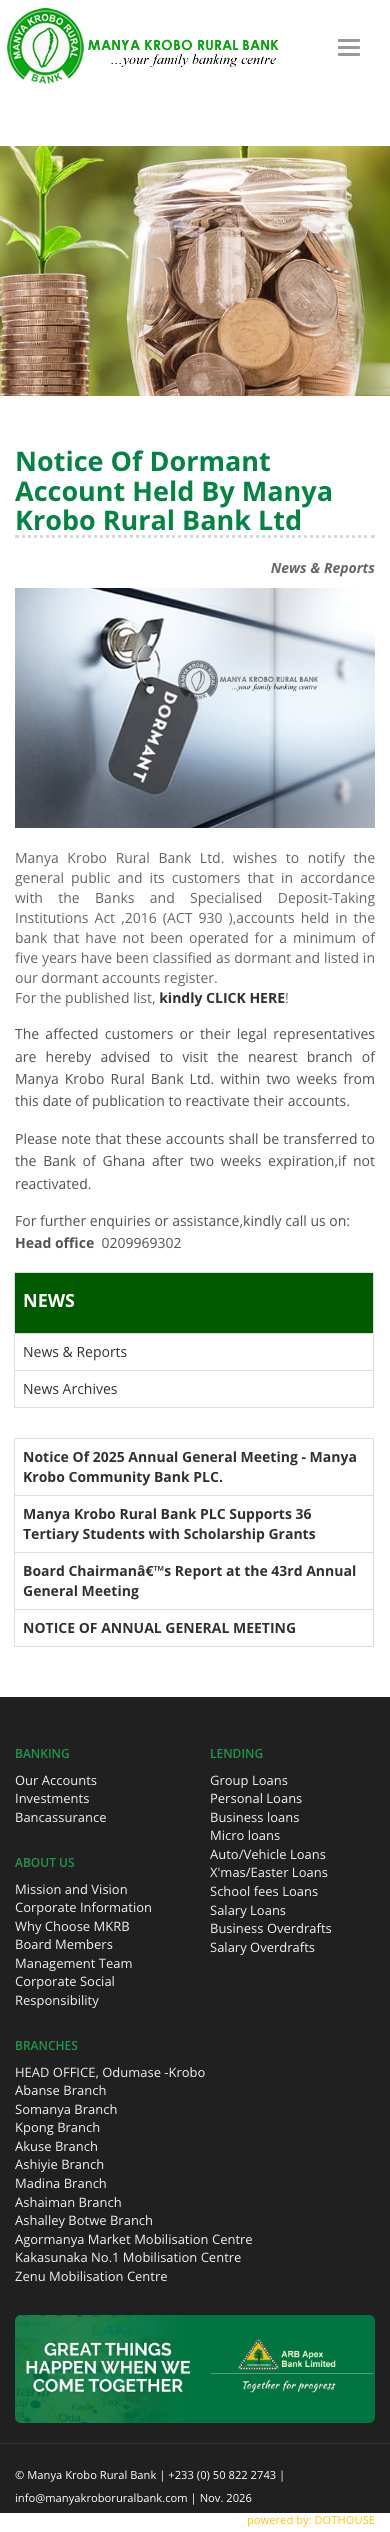 MANYA KROBO RURAL
BANK
MANYA KROBO RURAL BANK
...your family banking centre
Notice Of Dormant
Account Held By Manya
Krobo Rural Bank Ltd
News & Reports
MANYA KROBO RURAL BANK
...your family banking centre
DORMANT
Manya Krobo Rural Bank Ltd. wishes to notify the
general public and its customers that in accordance
with the Banks and Specialised Deposit-Taking
Institutions Act ,2016 (ACT 930 ),accounts held in the
bank that have not been operated for a minimum of
five years have been classified as dormant and listed in
our dormant accounts register.
For the published list, kindly CLICK HERE!
The affected customers or their legal representatives
are hereby advised to visit the nearest branch of
Manya Krobo Rural Bank Ltd. within two weeks from
this date of publication to reactivate their accounts.
Please note that these accounts shall be transferred to
the Bank of Ghana after two weeks expiration,if not
reactivated.
For further enquiries or assistance,kindly call us on:
Head office 0209969302
NEWS
News & Reports
News Archives
Notice Of 2025 Annual General Meeting - Manya
Krobo Community Bank PLC.
Manya Krobo Rural Bank PLC Supports 36
Tertiary Students with Scholarship Grants
Board Chairmanâ€™s Report at the 43rd Annual
General Meeting
NOTICE OF ANNUAL GENERAL MEETING
BANKING
Our Accounts
Investments
Bancassurance
ABOUT US
Mission and Vision
Corporate Information
Why Choose MKRB
Board Members
Management Team
Corporate Social
Responsibility
LENDING
Group Loans
Personal Loans
Business loans
Micro loans
Auto/Vehicle Loans
X'mas/Easter Loans
School fees Loans
Salary Loans
Business Overdrafts
Salary Overdrafts
BRANCHES
HEAD OFFICE, Odumase -Krobo
Abanse Branch
Somanya Branch
Kpong Branch
Akuse Branch
Ashiyie Branch
Madina Branch
Ashaiman Branch
Ashalley Botwe Branch
Agormanya Market Mobilisation Centre
Kakasunaka No.1 Mobilisation Centre
Zenu Mobilisation Centre
GREAT THINGS
HAPPEN WHEN WE
COME TOGETHER
ARB Apex
Bank Limited
Together for progress
© Manya Krobo Rural Bank | +233 (0) 50 822 2743 |
info@manyakroboruralbank.com | Nov. 2026
powered by: DOTHOUSE